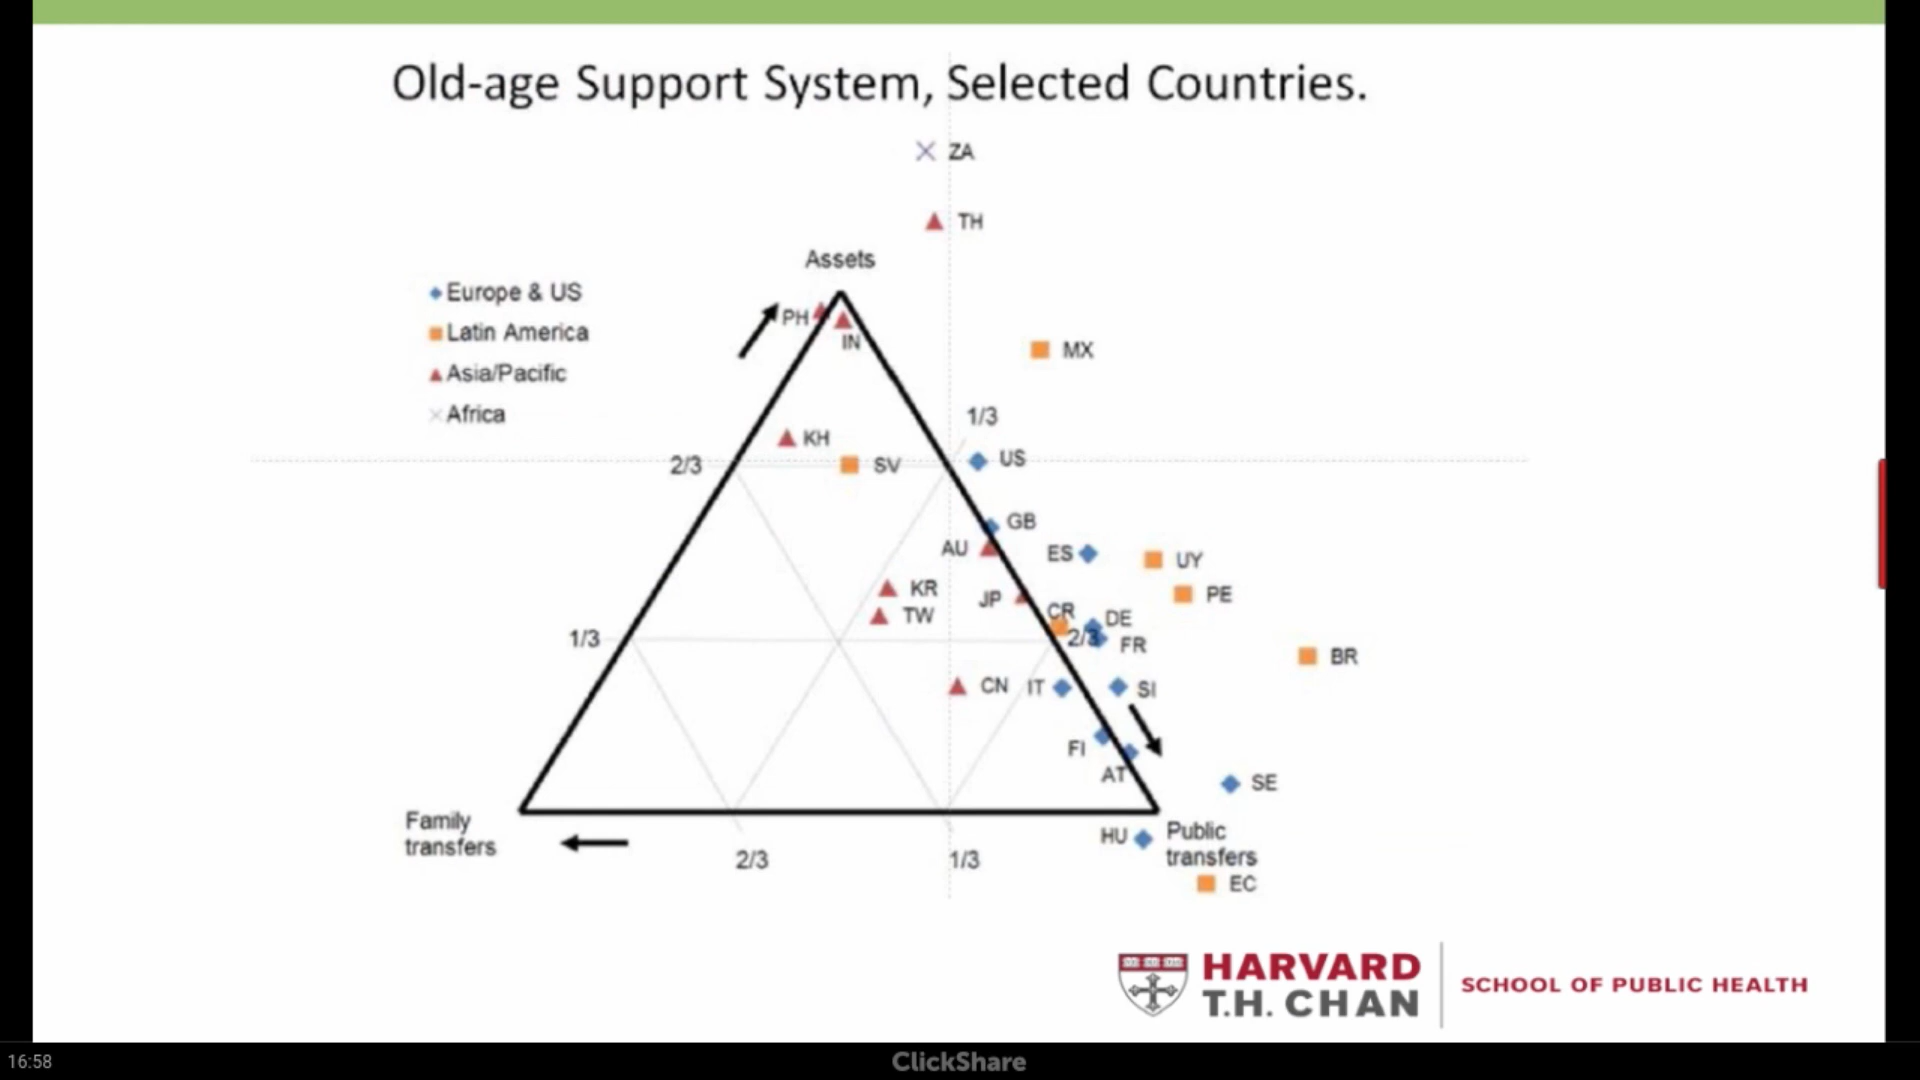 Old-age Support System, Selected Countries.
ZA
TH
Assets
Europe & US
Latin America
Asia/Pacific
Africa
PH
IN
MX
1/3
KH
2/3
SV
US
GB
AU
ES
UY
KR
JP
PE
TW
CR
DE
1/3
2/3
FR
BR
CN
IT
SI
FI
AT
SE
Family
transfers
HU
Public
transfers
2/3
1/3
EC
HARVARD
T.H. CHAN
SCHOOL OF PUBLIC HEALTH
16:58
ClickShare